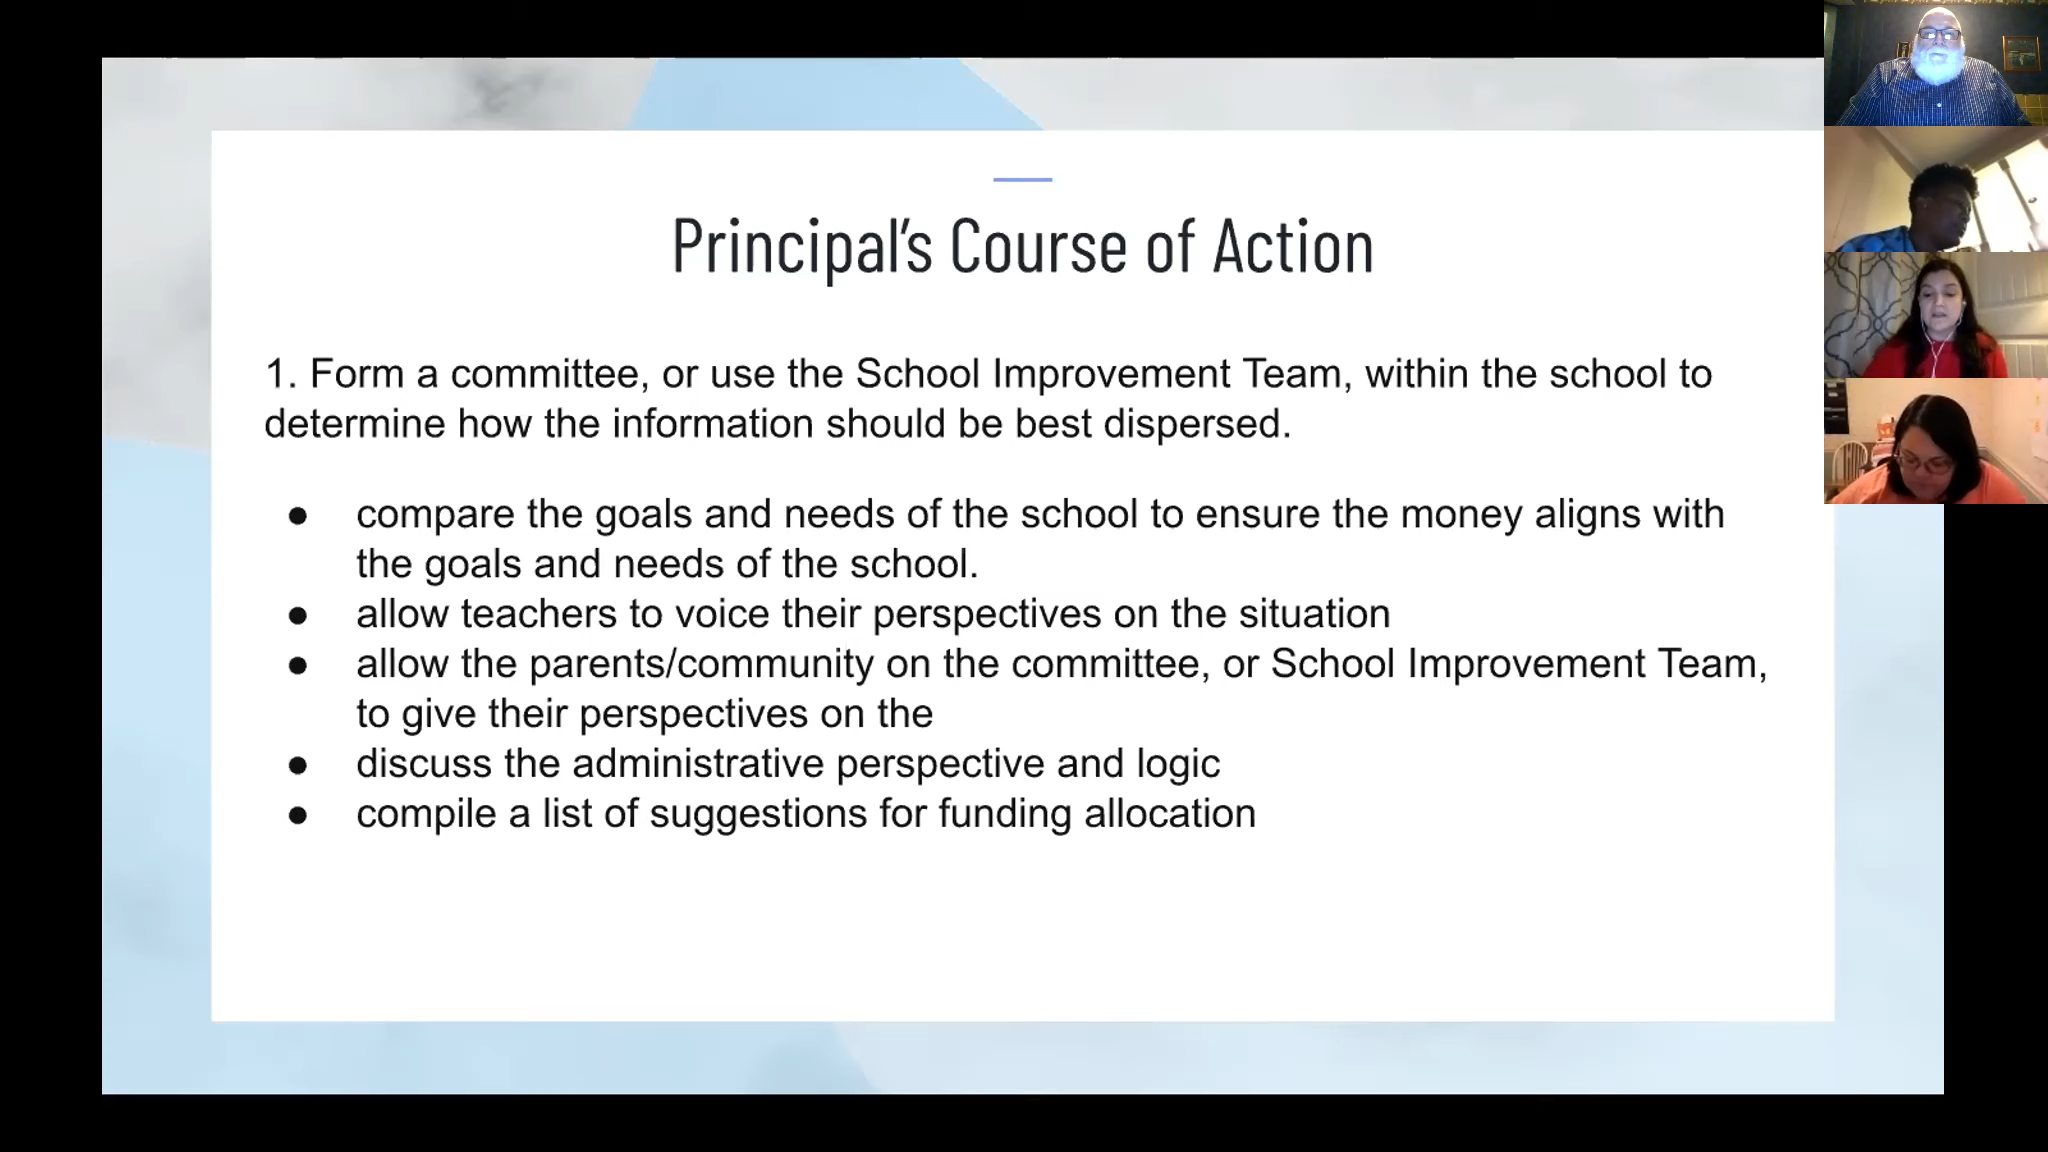 Principal's Course of Action
1. Form a committee, or use the School Improvement Team, within the school to
determine how the information should be best dispersed.
● compare the goals and needs of the school to ensure the money aligns with
the goals and needs of the school.
● allow teachers to voice their perspectives on the situation
● allow the parents/community on the committee, or School Improvement Team,
to give their perspectives on the
● discuss the administrative perspective and logic
● compile a list of suggestions for funding allocation